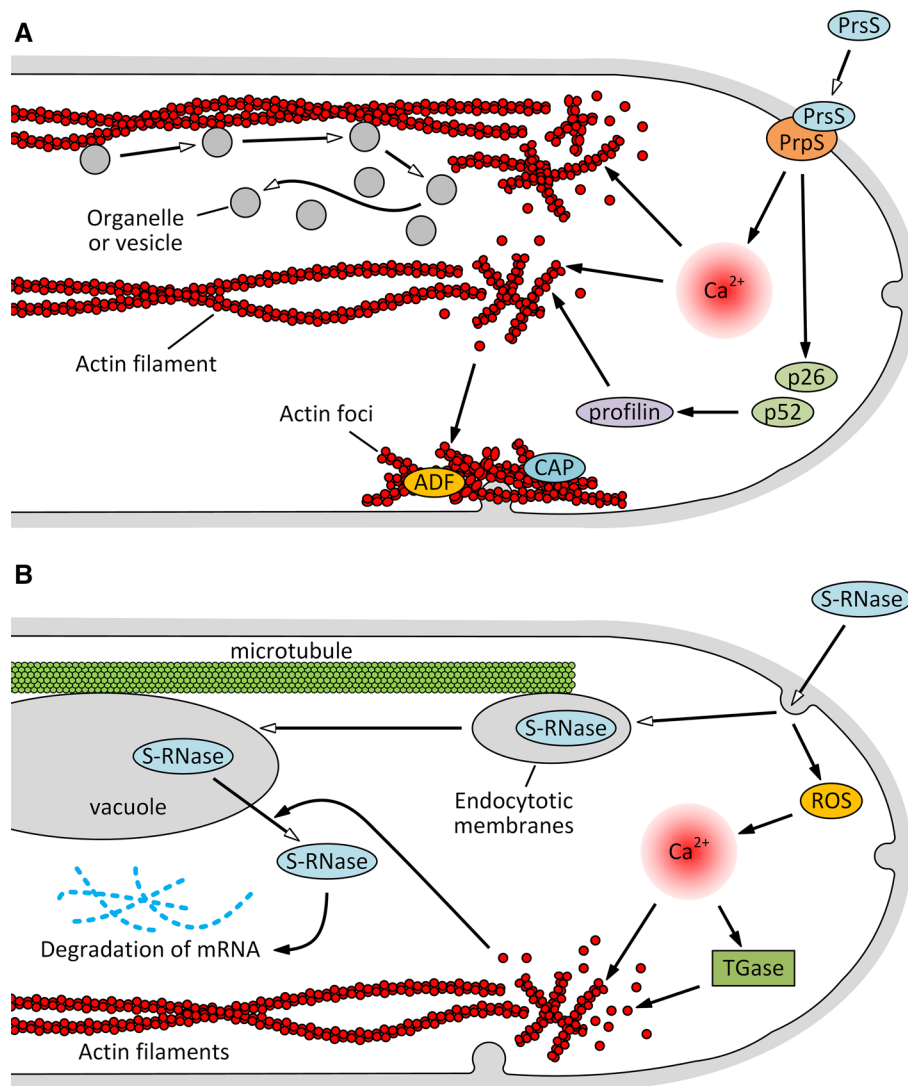 A
PrsS
PrsS
PrpS
Organelle
or vesicle
Ca2+
Actin filament
p26
p52
profilin
Actin foci
ADF
CAP
B
S-RNase
microtubule
S-RNase
S-RNase
vacuole
Endocytotic
membranes
ROS
Ca2+
S-RNase
Degradation of mRNA
TGase
Actin filaments